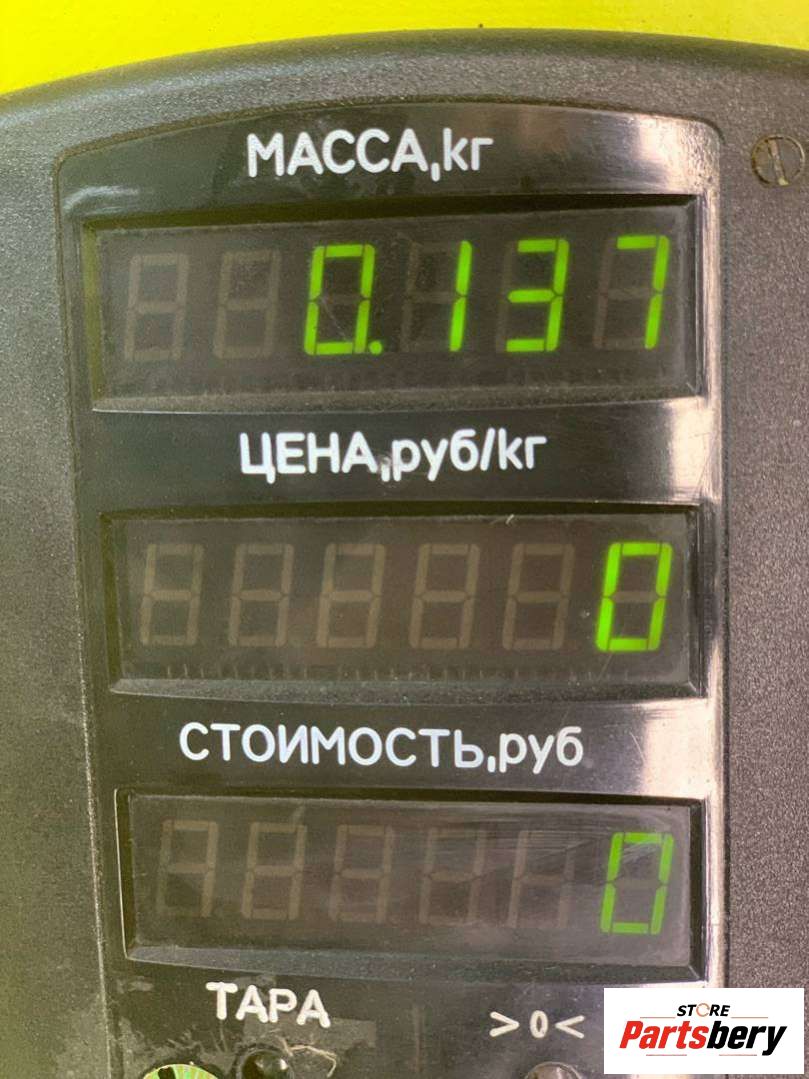 МАССА,кг
0.137
ЦЕНА,руб/кг
0
СТОИМОСТЬ,руб
0
ТАРА >0<
STORE
Partsbery